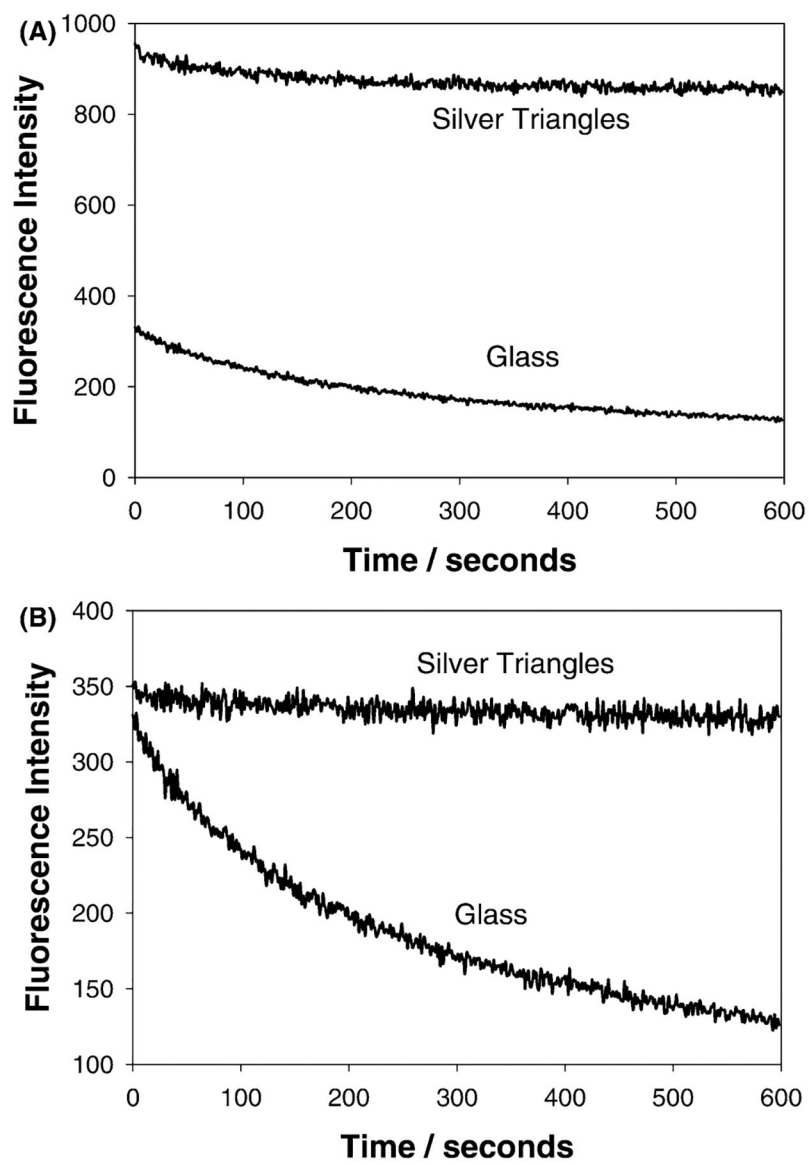 (A)
1000
800
600
400
200
0
Fluorescence Intensity
Silver Triangles
Glass
0 100 200 300 400 500 600
Time / seconds
(B)
400
350
300
250
200
150
100
Fluorescence Intensity
Silver Triangles
Glass
0 100 200 300 400 500 600
Time / seconds